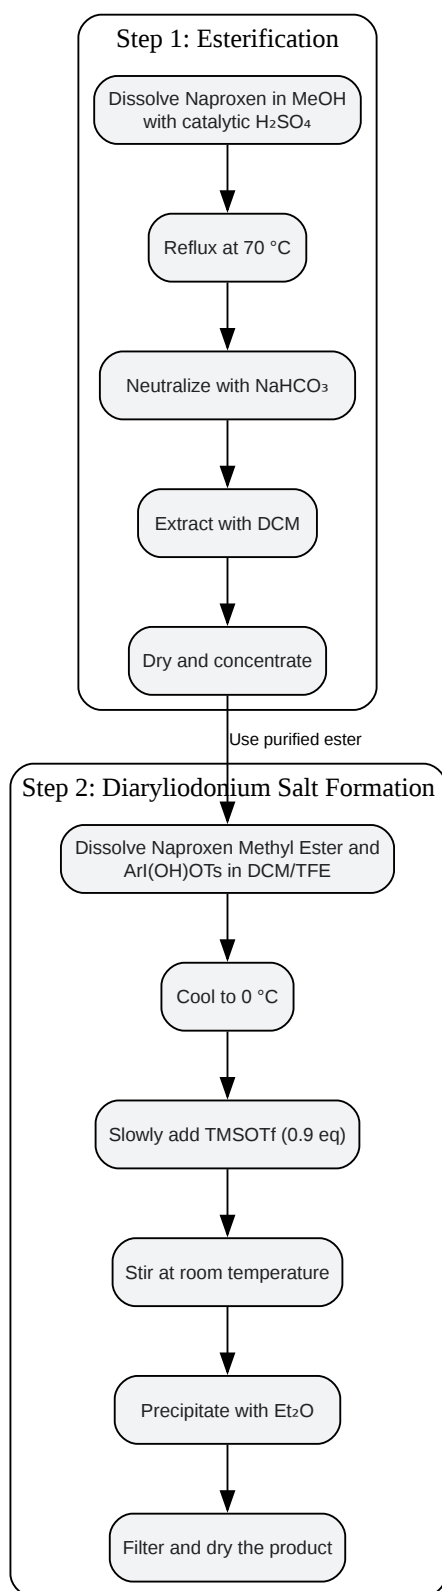 Step 1: Esterification
Dissolve Naproxen in MeOH
with catalytic H₂SO₄
Reflux at 70 °C
Neutralize with NaHCO₃
Extract with DCM
Dry and concentrate
Use purified ester
Step 2: Diaryliodonium Salt Formation
Dissolve Naproxen Methyl Ester and
ArI(OH)OTs in DCM/TFE
Cool to 0 °C
Slowly add TMSOTf (0.9 eq)
Stir at room temperature
Precipitate with Et₂O
Filter and dry the product